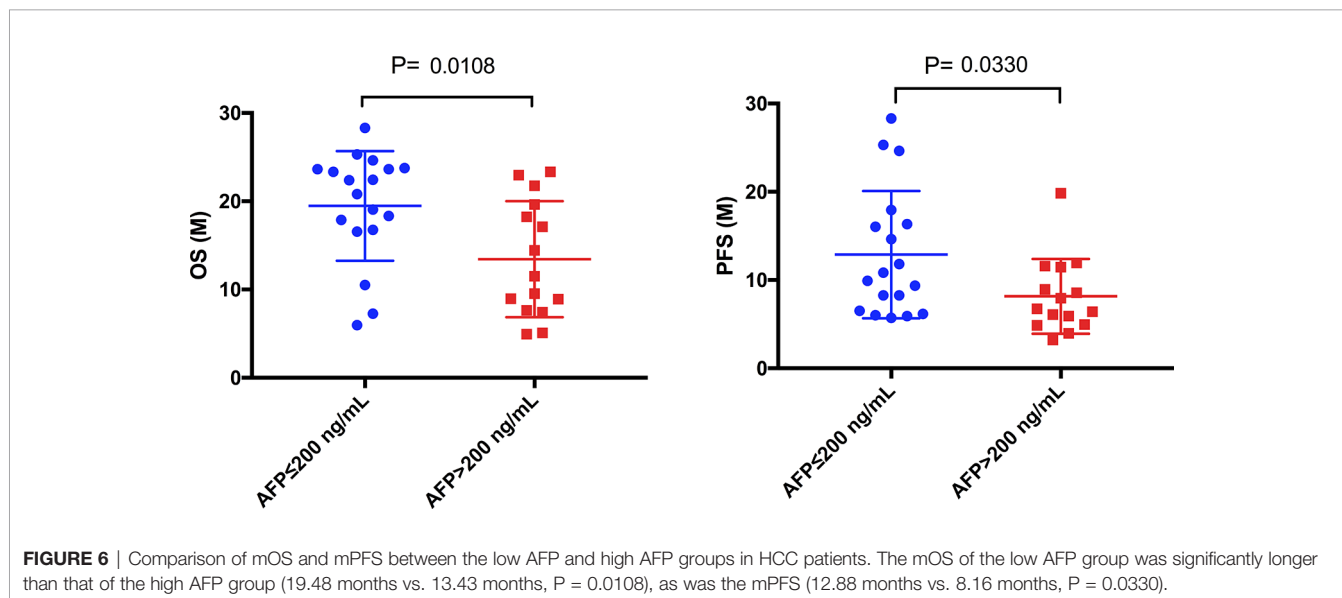 P= 0.0108
30
20
10
0
OS (M)
AFP≤200 ng/mL
AFP>200 ng/mL
P= 0.0330
30
20
10
0
PFS (M)
AFP≤200 ng/mL
AFP>200 ng/mL
FIGURE 6 | Comparison of mOS and mPFS between the low AFP and high AFP groups in HCC patients. The mOS of the low AFP group was significantly longer
than that of the high AFP group (19.48 months vs. 13.43 months, P = 0.0108), as was the mPFS (12.88 months vs. 8.16 months, P = 0.0330).